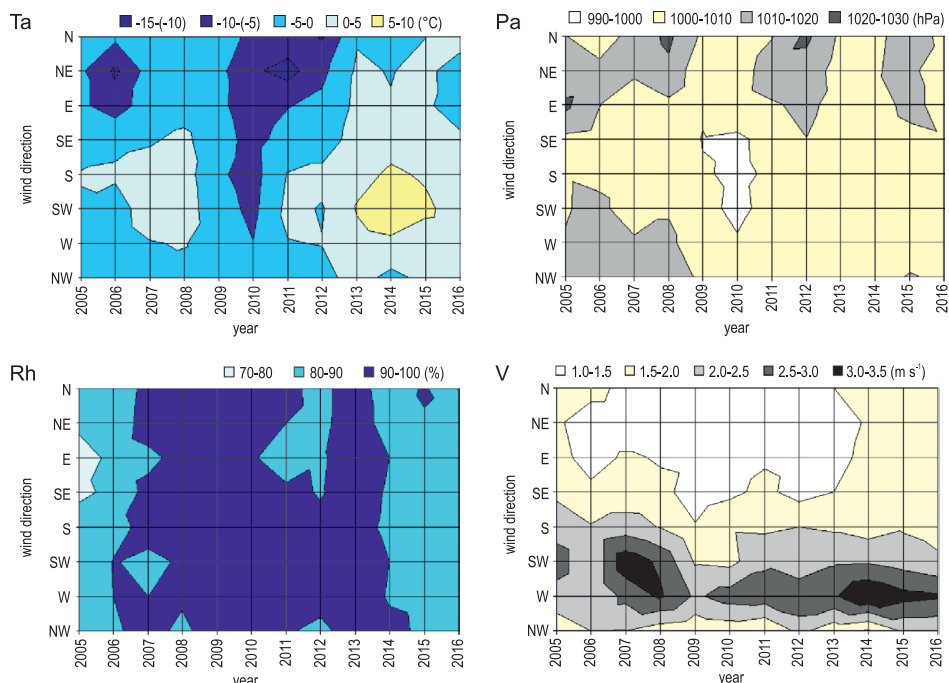 Ta
-15-(-10) -10-(-5) -5-0 0-5 5-10 (°C)
wind direction
N
NE
E
SE
S
SW
W
NW
2005 2006 2007 2008 2009 2010 2011 2012 2013 2014 2015 2016
year
Pa
990-1000 1000-1010 1010-1020 1020-1030 (hPa)
wind direction
N
NE
E
SE
S
SW
W
NW
2005 2006 2007 2008 2009 2010 2011 2012 2013 2014 2015 2016
year
Rh
70-80 80-90 90-100 (%)
wind direction
N
NE
E
SE
S
SW
W
NW
2005 2006 2007 2008 2009 2010 2011 2012 2013 2014 2015 2016
year
V
1.0-1.5 1.5-2.0 2.0-2.5 2.5-3.0 3.0-3.5 (m s⁻¹)
wind direction
N
NE
E
SE
S
SW
W
NW
2005 2006 2007 2008 2009 2010 2011 2012 2013 2014 2015 2016
year